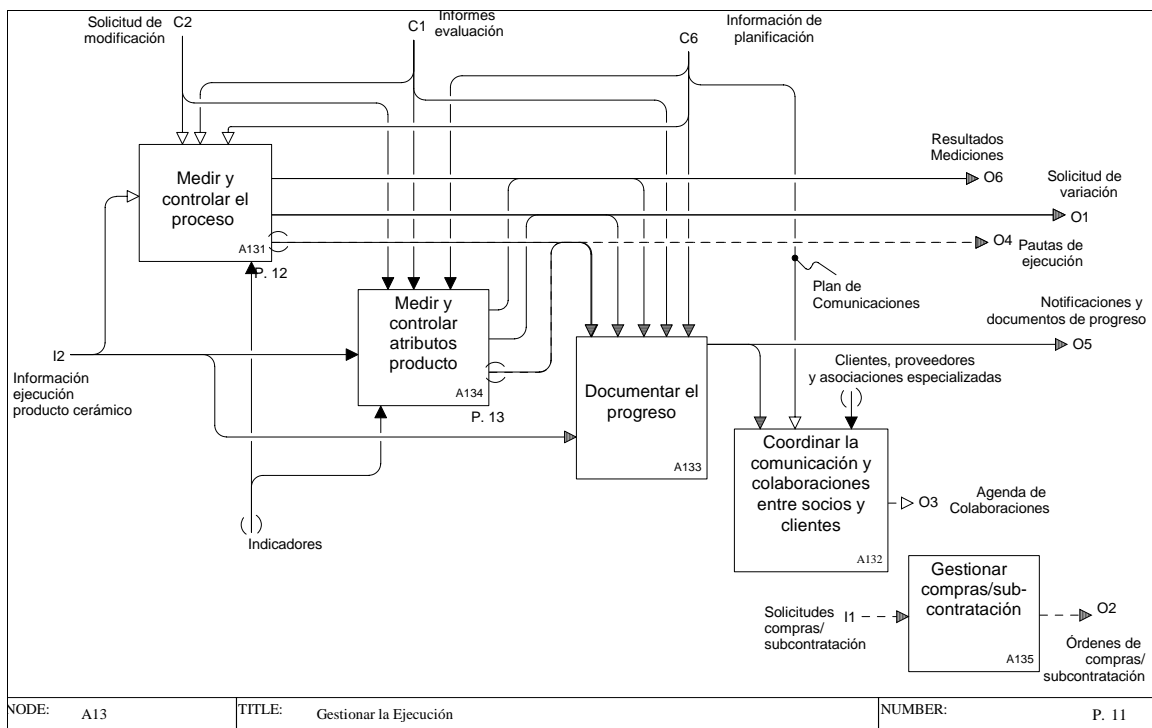 Solicitud de
modificación
C2
Informes
evaluación
C1
Información de
planificación
C6
Medir y
controlar el
proceso
A131
P. 12
Resultados
Mediciones
O6
Solicitud de
variación
O1
O4
Pautas de
ejecución
Plan de
Comunicaciones
Medir y
controlar
atributos
producto
A134
P. 13
Notificaciones y
documentos de progreso
O5
I2
Información
ejecución
producto cerámico
Clientes, proveedores
y asociaciones especializadas
Documentar el
progreso
A133
Coordinar la
comunicación y
colaboraciones
entre socios y
clientes
A132
O3
Agenda de
Colaboraciones
Indicadores
Gestionar
compras/sub-
contratación
A135
Solicitudes
compras/
subcontratación
I1
O2
Órdenes de
compras/
subcontratación
NODE: A13
TITLE: Gestionar la Ejecución
NUMBER: P. 11